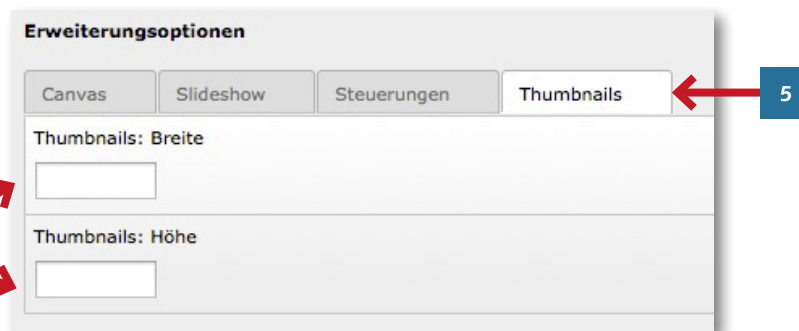 Erweiterungsoptionen
Canvas Slideshow Steuerungen Thumbnails 5
Thumbnails: Breite
Thumbnails: Höhe